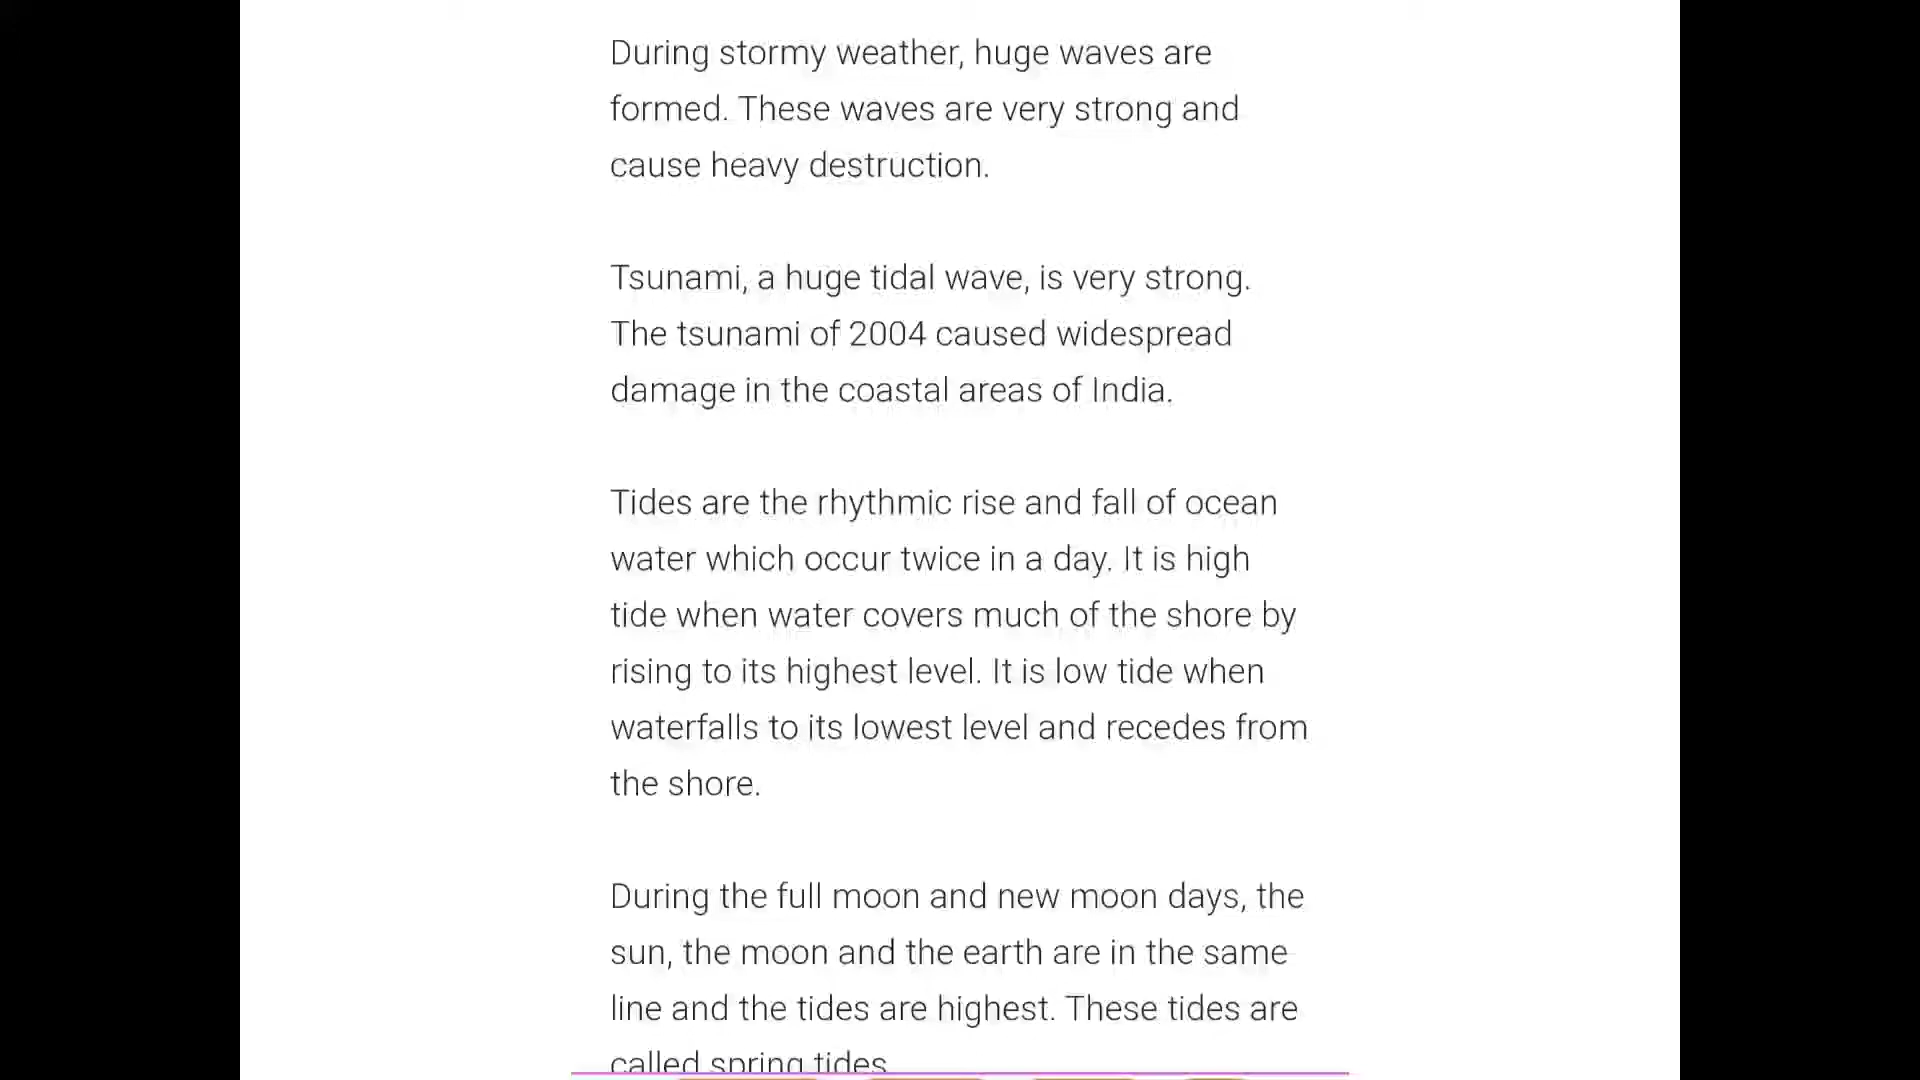 During stormy weather, huge waves are
formed. These waves are very strong and
cause heavy destruction.
Tsunami, a huge tidal wave, is very strong.
The tsunami of 2004 caused widespread
damage in the coastal areas of India.
Tides are the rhythmic rise and fall of ocean
water which occur twice in a day. It is high
tide when water covers much of the shore by
rising to its highest level. It is low tide when
waterfalls to its lowest level and recedes from
the shore.
During the full moon and new moon days, the
sun, the moon and the earth are in the same
line and the tides are highest. These tides are
called spring tides